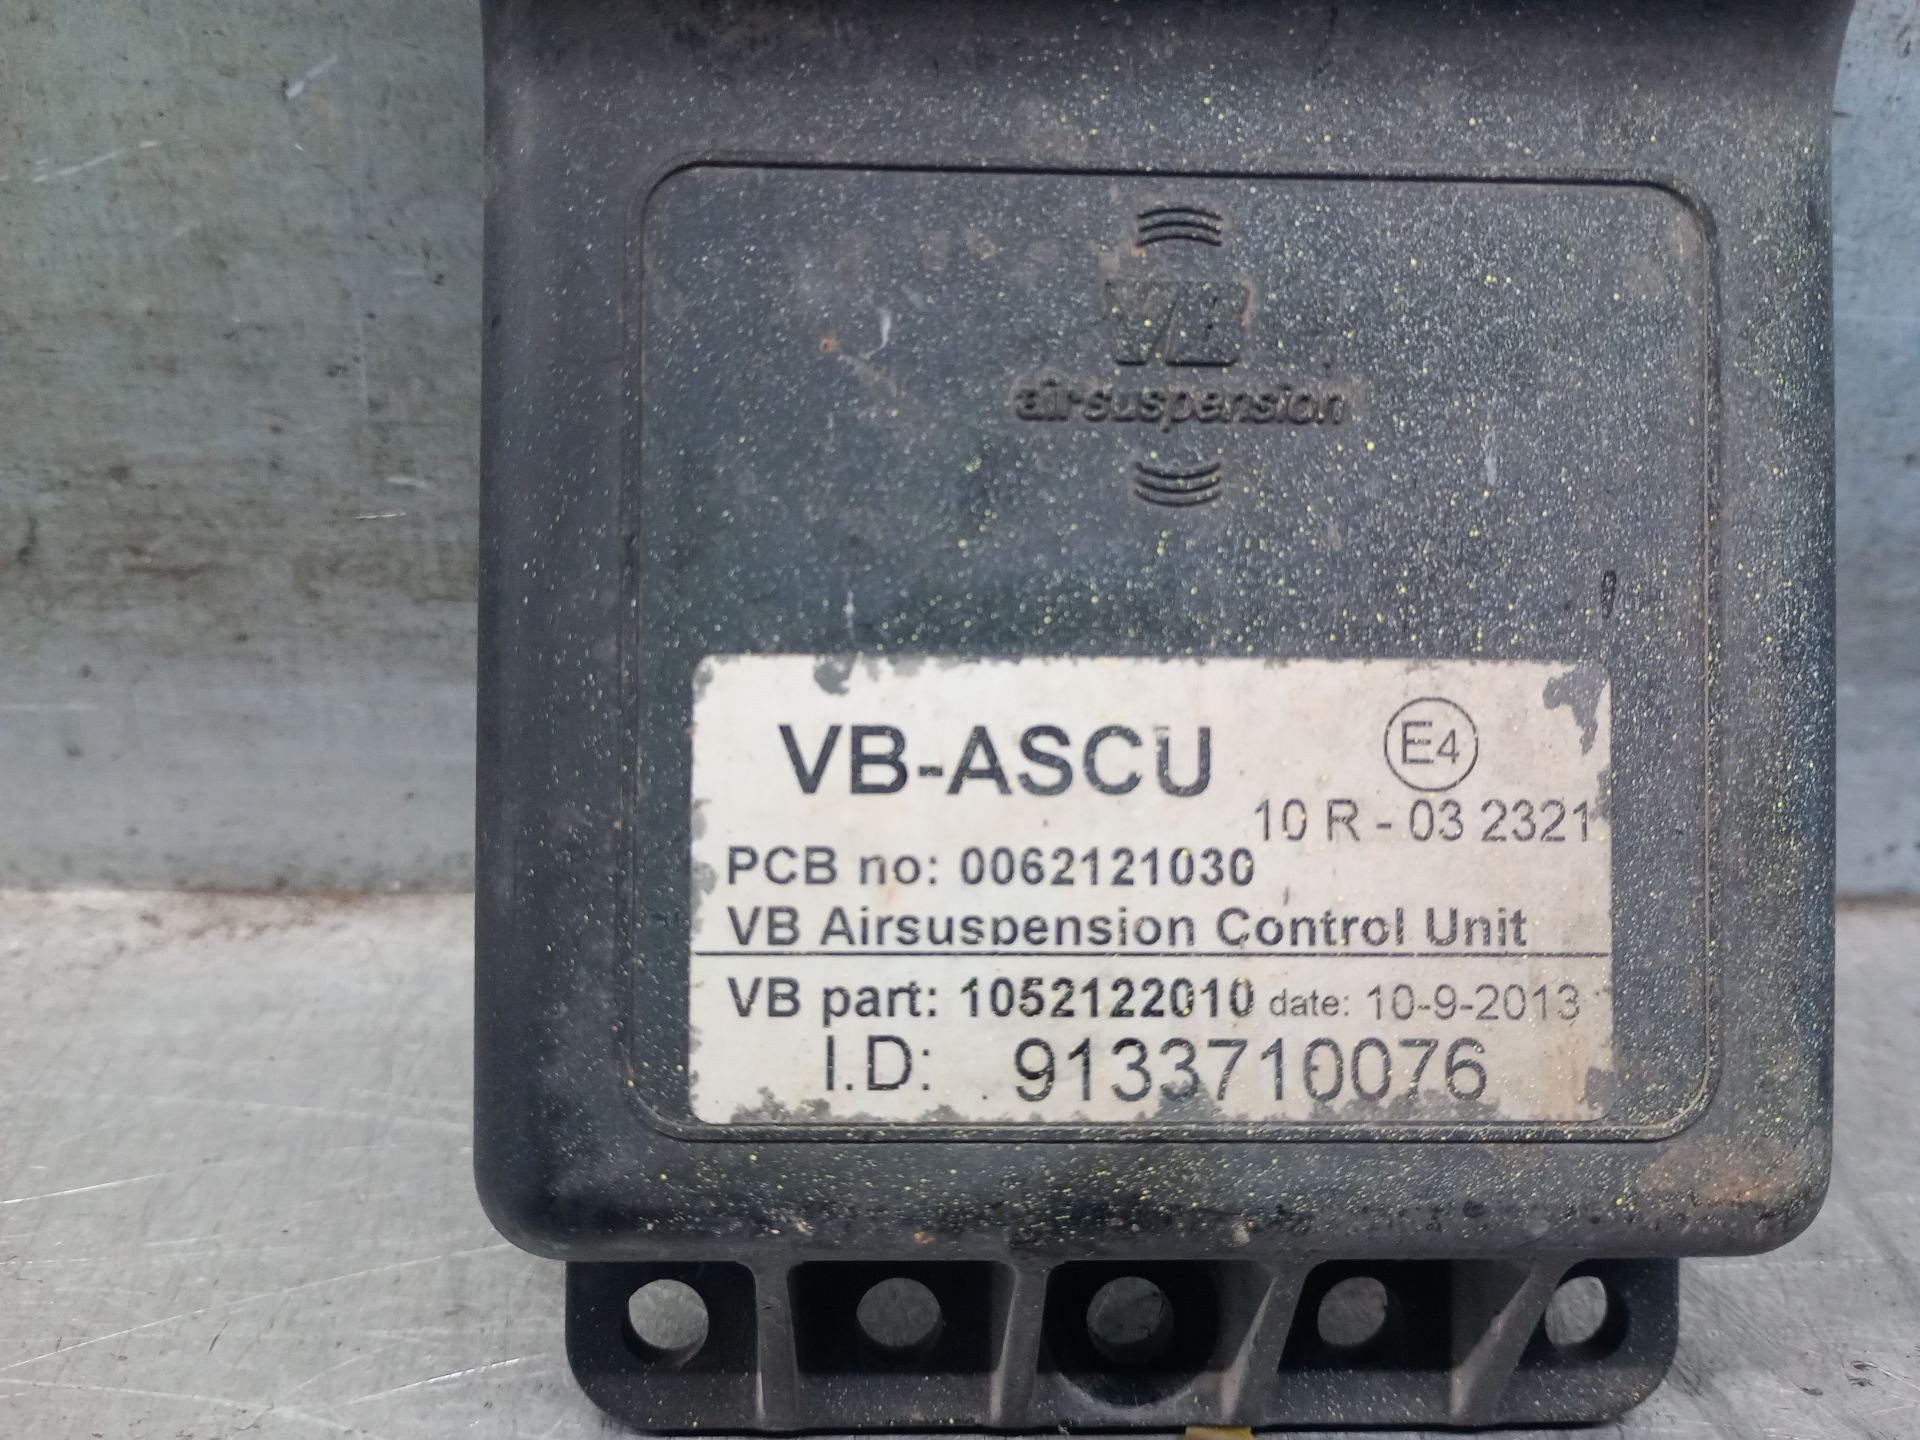 VB
airsuspension
VB-ASCU E4
10 R - 03 2321
PCB no: 0062121030
VB Airsuspension Control Unit
VB part: 1052122010 date: 10-9-2013
I.D: 9133710076